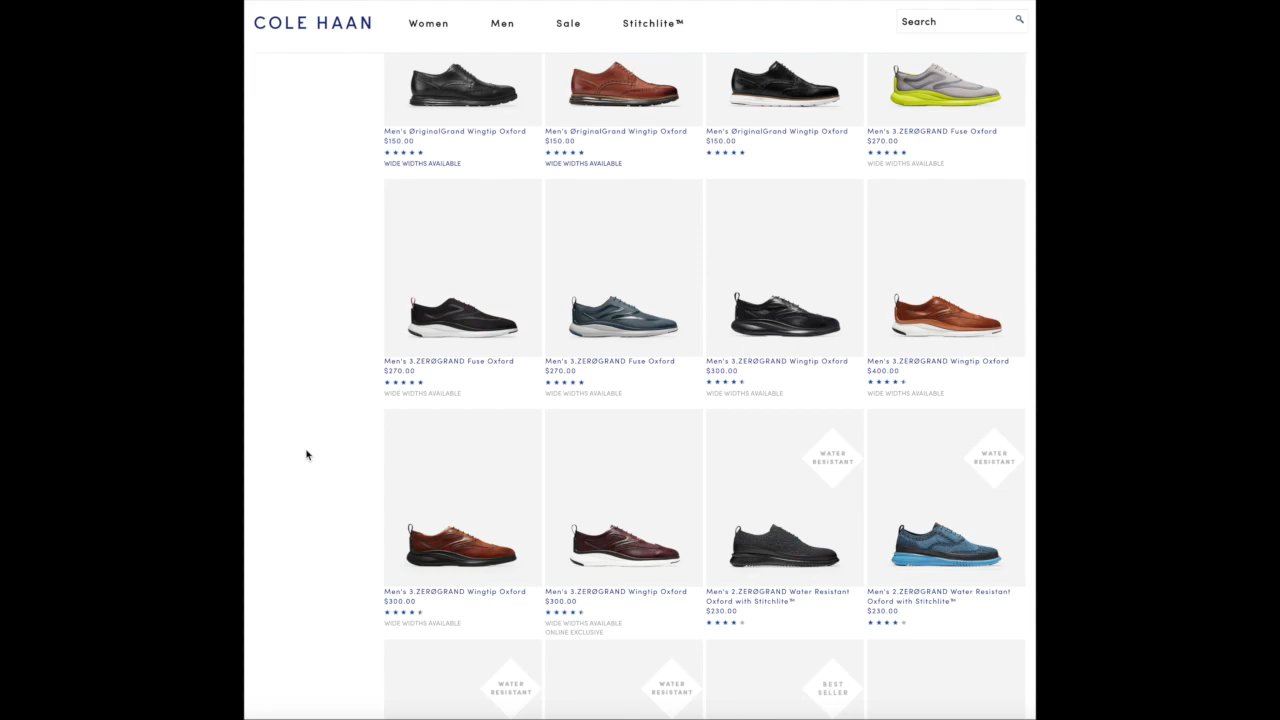 COLE HAAN
Women
Men
Sale
Stitchlite™
Search
Men's ØriginalGrand Wingtip Oxford
$150.00
WIDE WIDTHS AVAILABLE
Men's ØriginalGrand Wingtip Oxford
$150.00
WIDE WIDTHS AVAILABLE
Men's ØriginalGrand Wingtip Oxford
$150.00
Men's 3.ZERØGRAND Fuse Oxford
$270.00
WIDE WIDTHS AVAILABLE
Men's 3.ZERØGRAND Fuse Oxford
$270.00
WIDE WIDTHS AVAILABLE
Men's 3.ZERØGRAND Fuse Oxford
$270.00
WIDE WIDTHS AVAILABLE
Men's 3.ZERØGRAND Wingtip Oxford
$300.00
WIDE WIDTHS AVAILABLE
Men's 3.ZERØGRAND Wingtip Oxford
$400.00
WIDE WIDTHS AVAILABLE
Men's 3.ZERØGRAND Wingtip Oxford
$300.00
WIDE WIDTHS AVAILABLE
Men's 3.ZERØGRAND Wingtip Oxford
$300.00
WIDE WIDTHS AVAILABLE
ONLINE EXCLUSIVE
WATER
RESISTANT
Men's 2.ZERØGRAND Water Resistant
Oxford with Stitchlite™
$230.00
WATER
RESISTANT
Men's 2.ZERØGRAND Water Resistant
Oxford with Stitchlite™
$230.00
WATER
RESISTANT
WATER
RESISTANT
BEST
SELLER